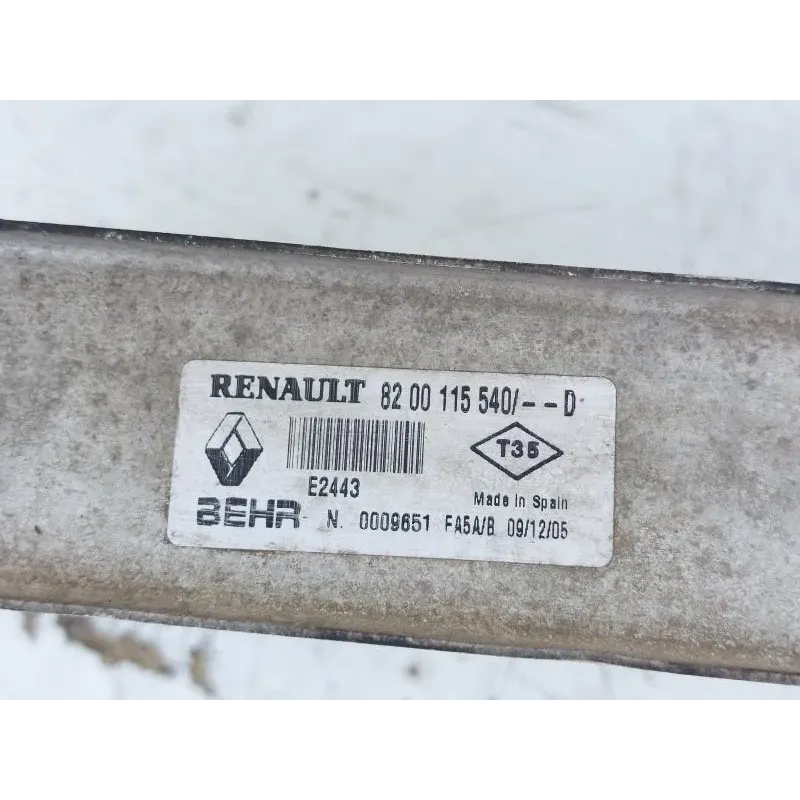 RENAULT 82 00 115 540/--D
T35
E2443
Made in Spain
BEHR N. 0009651 FA5A/B 09/12/05